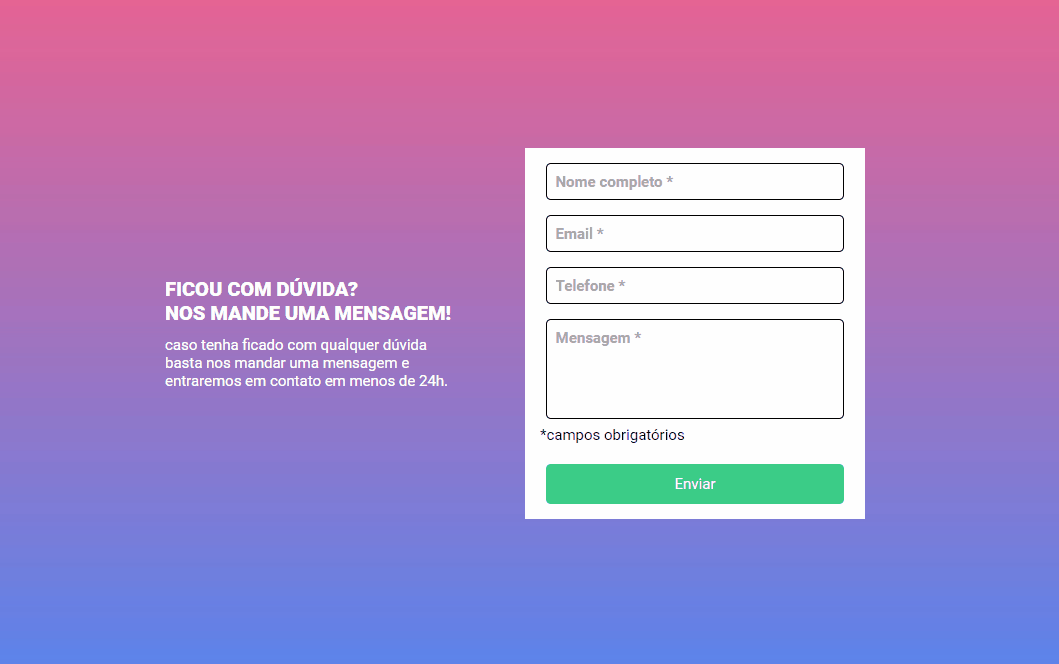 FICOU COM DÚVIDA?
NOS MANDE UMA MENSAGEM!
caso tenha ficado com qualquer dúvida
basta nos mandar uma mensagem e
entraremos em contato em menos de 24h.
Nome completo *
Email *
Telefone *
Mensagem *
*campos obrigatórios
Enviar